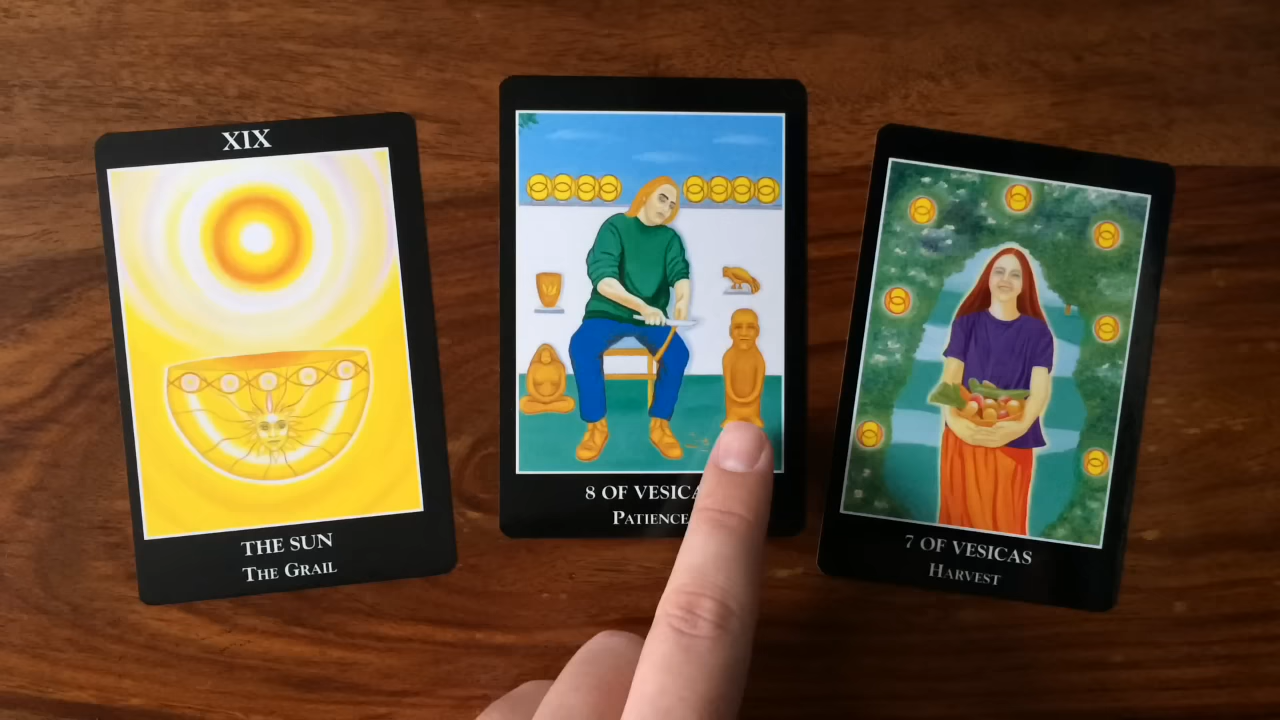 XIX
THE SUN
THE GRAIL
8 OF VESICA
PATIENCE
7 OF VESICAS
HARVEST